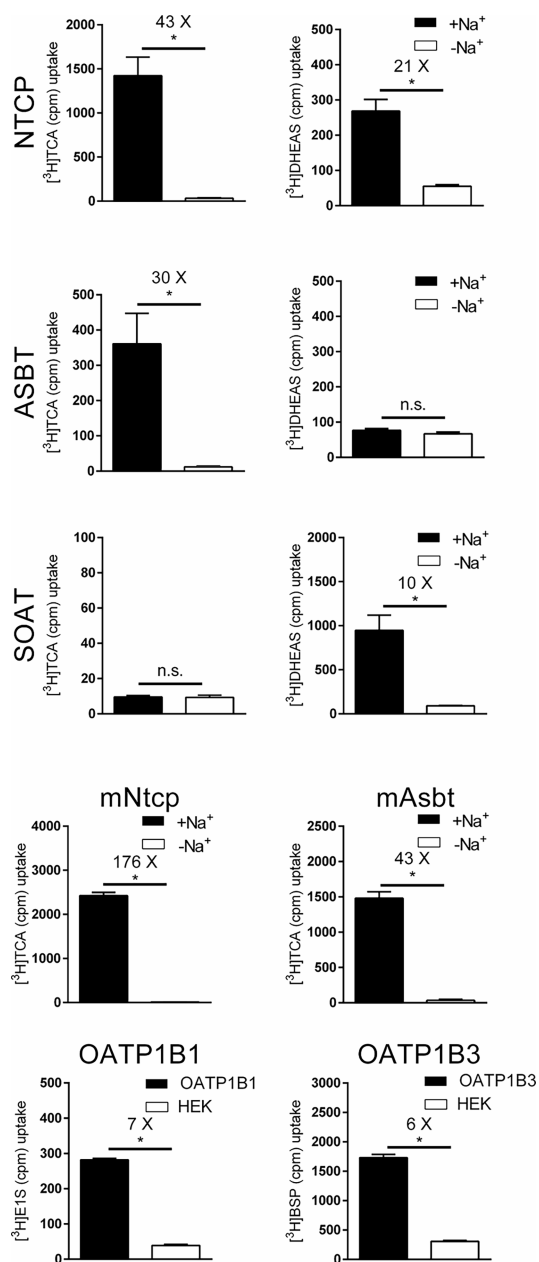 NTCP
[³H]TCA (cpm) uptake
2000
1500
1000
500
0
43 X
*
[³H]DHEAS (cpm) uptake
500
400
300
200
100
0
+Na⁺
-Na⁺
21 X
*
ASBT
[³H]TCA (cpm) uptake
500
400
300
200
100
0
30 X
*
[³H]DHEAS (cpm) uptake
500
400
300
200
100
0
+Na⁺
-Na⁺
n.s.
SOAT
[³H]TCA (cpm) uptake
100
80
60
40
20
0
n.s.
[³H]DHEAS (cpm) uptake
2000
1500
1000
500
0
+Na⁺
-Na⁺
10 X
*
mNtcp
[³H]TCA (cpm) uptake
4000
3000
2000
1000
0
+Na⁺
-Na⁺
176 X
*
mAsbt
[³H]TCA (cpm) uptake
2500
2000
1500
1000
500
0
+Na⁺
-Na⁺
43 X
*
OATP1B1
[³H]E1S (cpm) uptake
500
400
300
200
100
0
OATP1B1
HEK
7 X
*
OATP1B3
[³H]BSP (cpm) uptake
3000
2500
2000
1500
1000
500
0
OATP1B3
HEK
6 X
*